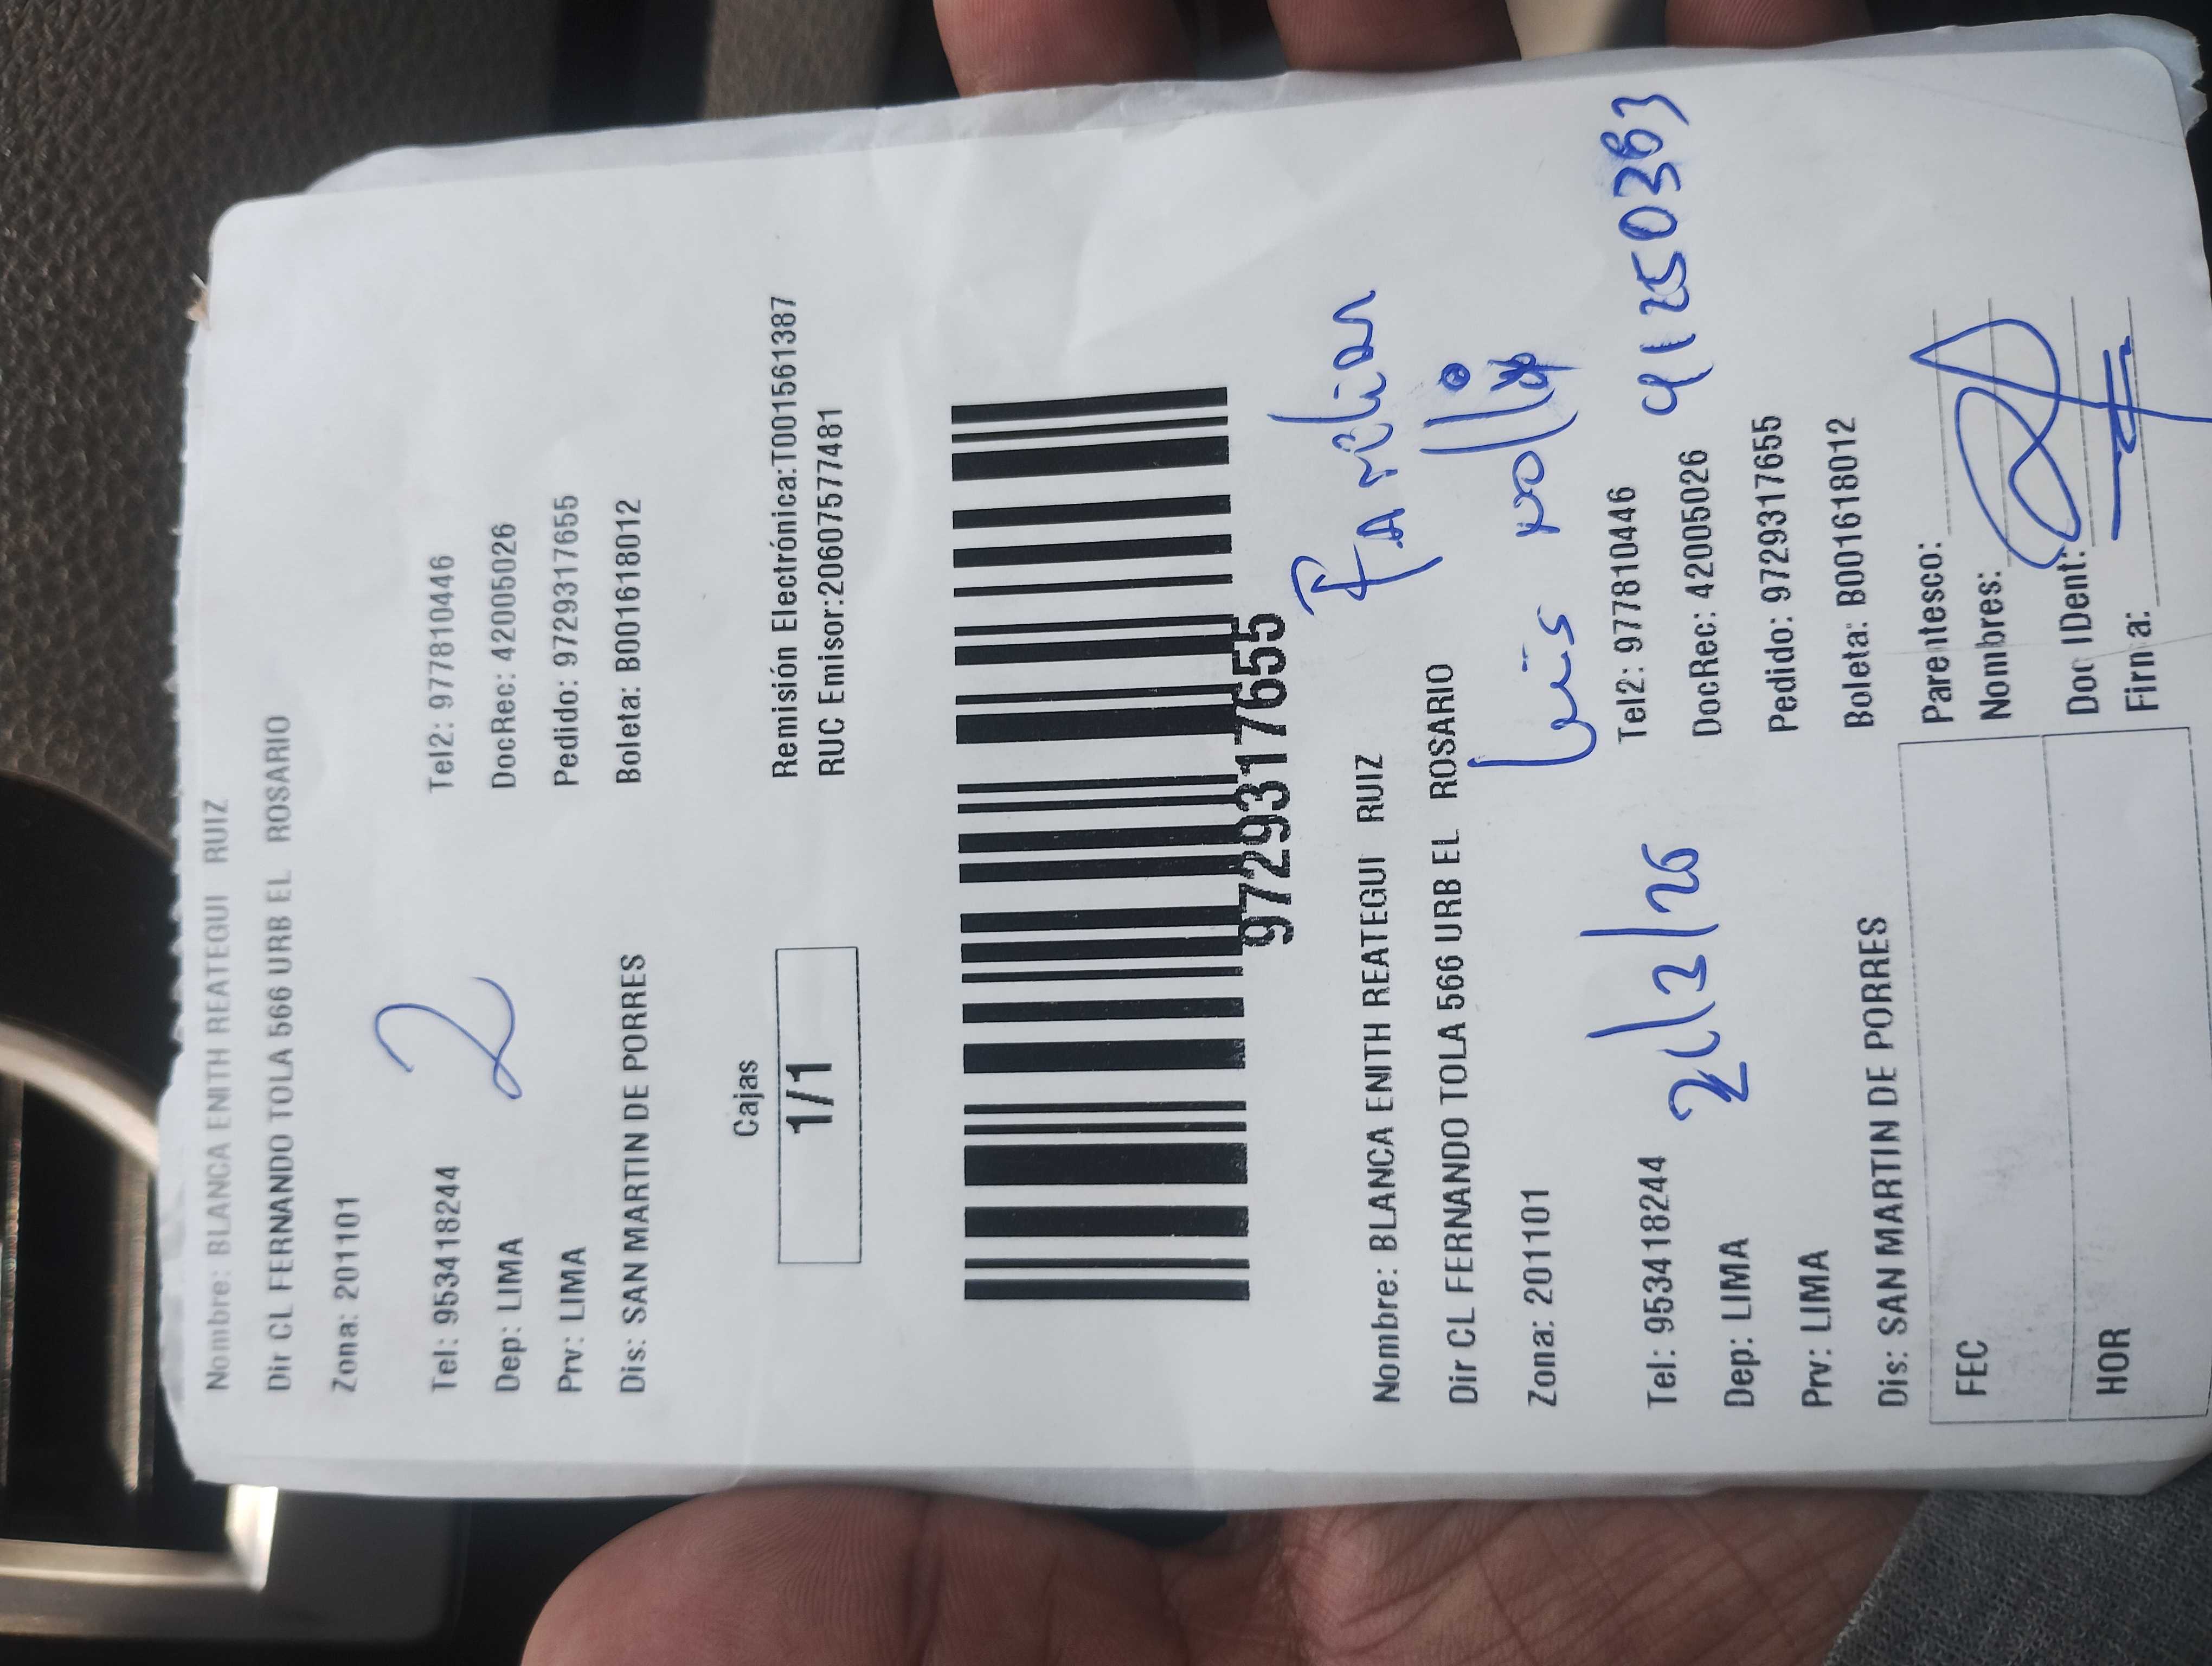 Nombre: BLANCA ENITH REATEGUI RUIZ
Dir CL FERNANDO TOLA 566 URB EL ROSARIO
Zona: 201101
2
Tel: 953418244 Tel2: 977810446
Dep: LIMA DocRec: 42005026
Prv: LIMA Pedido: 9729317655
Dis: SAN MARTIN DE PORRES Boleta: B001618012
Cajas
1/1
Remisión Electrónica:T001561387
RUC Emisor:20607577481
9729317655
Familiar
Nombre: BLANCA ENITH REATEGUI RUIZ
Dir CL FERNANDO TOLA 566 URB EL ROSARIO
Zona: 201101
Luis
Tel: 953418244 Tel2: 977810446
41250363
Dep: LIMA DocRec: 42005026
Prv: LIMA Pedido: 9729317655
Dis: SAN MARTIN DE PORRES Boleta: B001618012
FEC
HOR
Parentesco:
Nombres:
Doc IDent:
Firma: